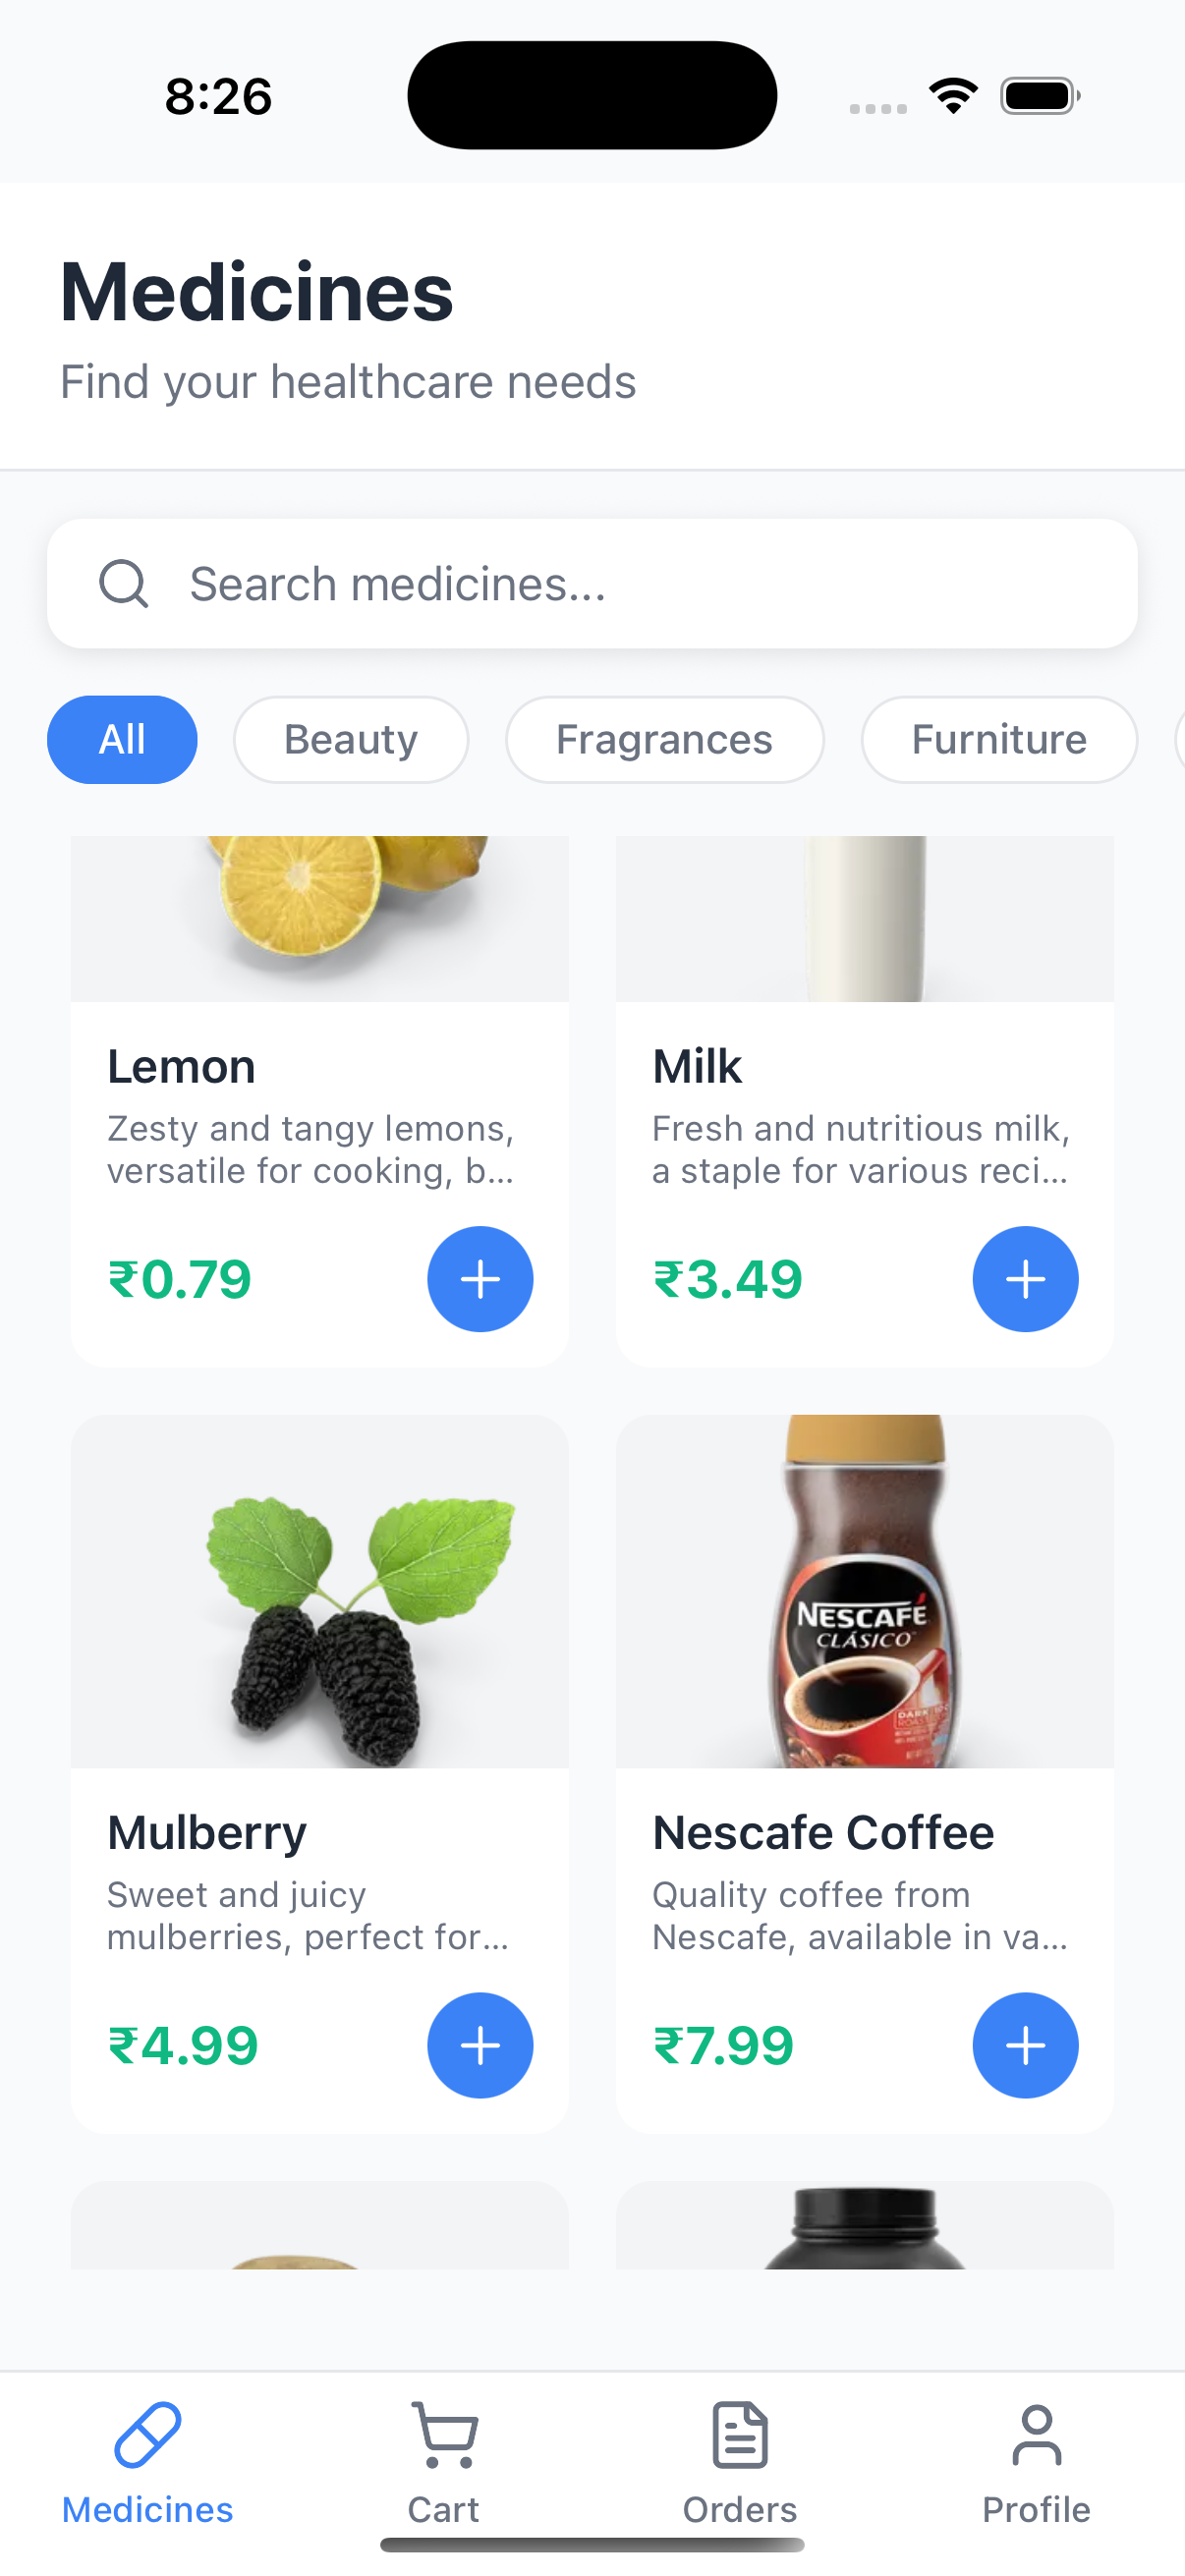 8:26
Medicines
Find your healthcare needs
Search medicines...
All
Beauty
Fragrances
Furniture
Lemon
Zesty and tangy lemons,
versatile for cooking, b...
₹0.79
Milk
Fresh and nutritious milk,
a staple for various reci...
₹3.49
NESCAFÉ
CLÁSICO
Mulberry
Sweet and juicy
mulberries, perfect for...
₹4.99
Nescafe Coffee
Quality coffee from
Nescafe, available in va...
₹7.99
Medicines
Cart
Orders
Profile